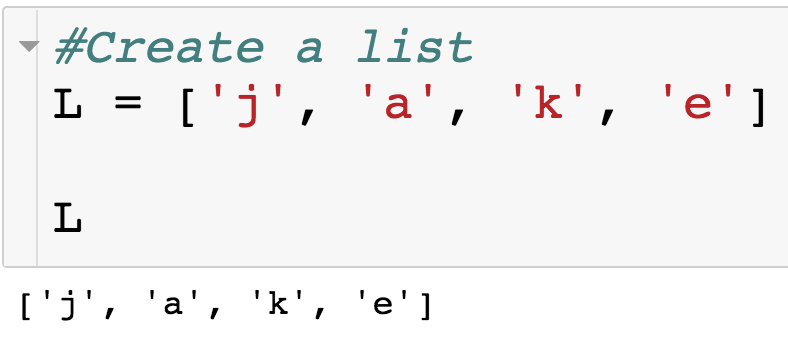 #Create a list
L = ['j', 'a', 'k', 'e']
L
['j', 'a', 'k', 'e']